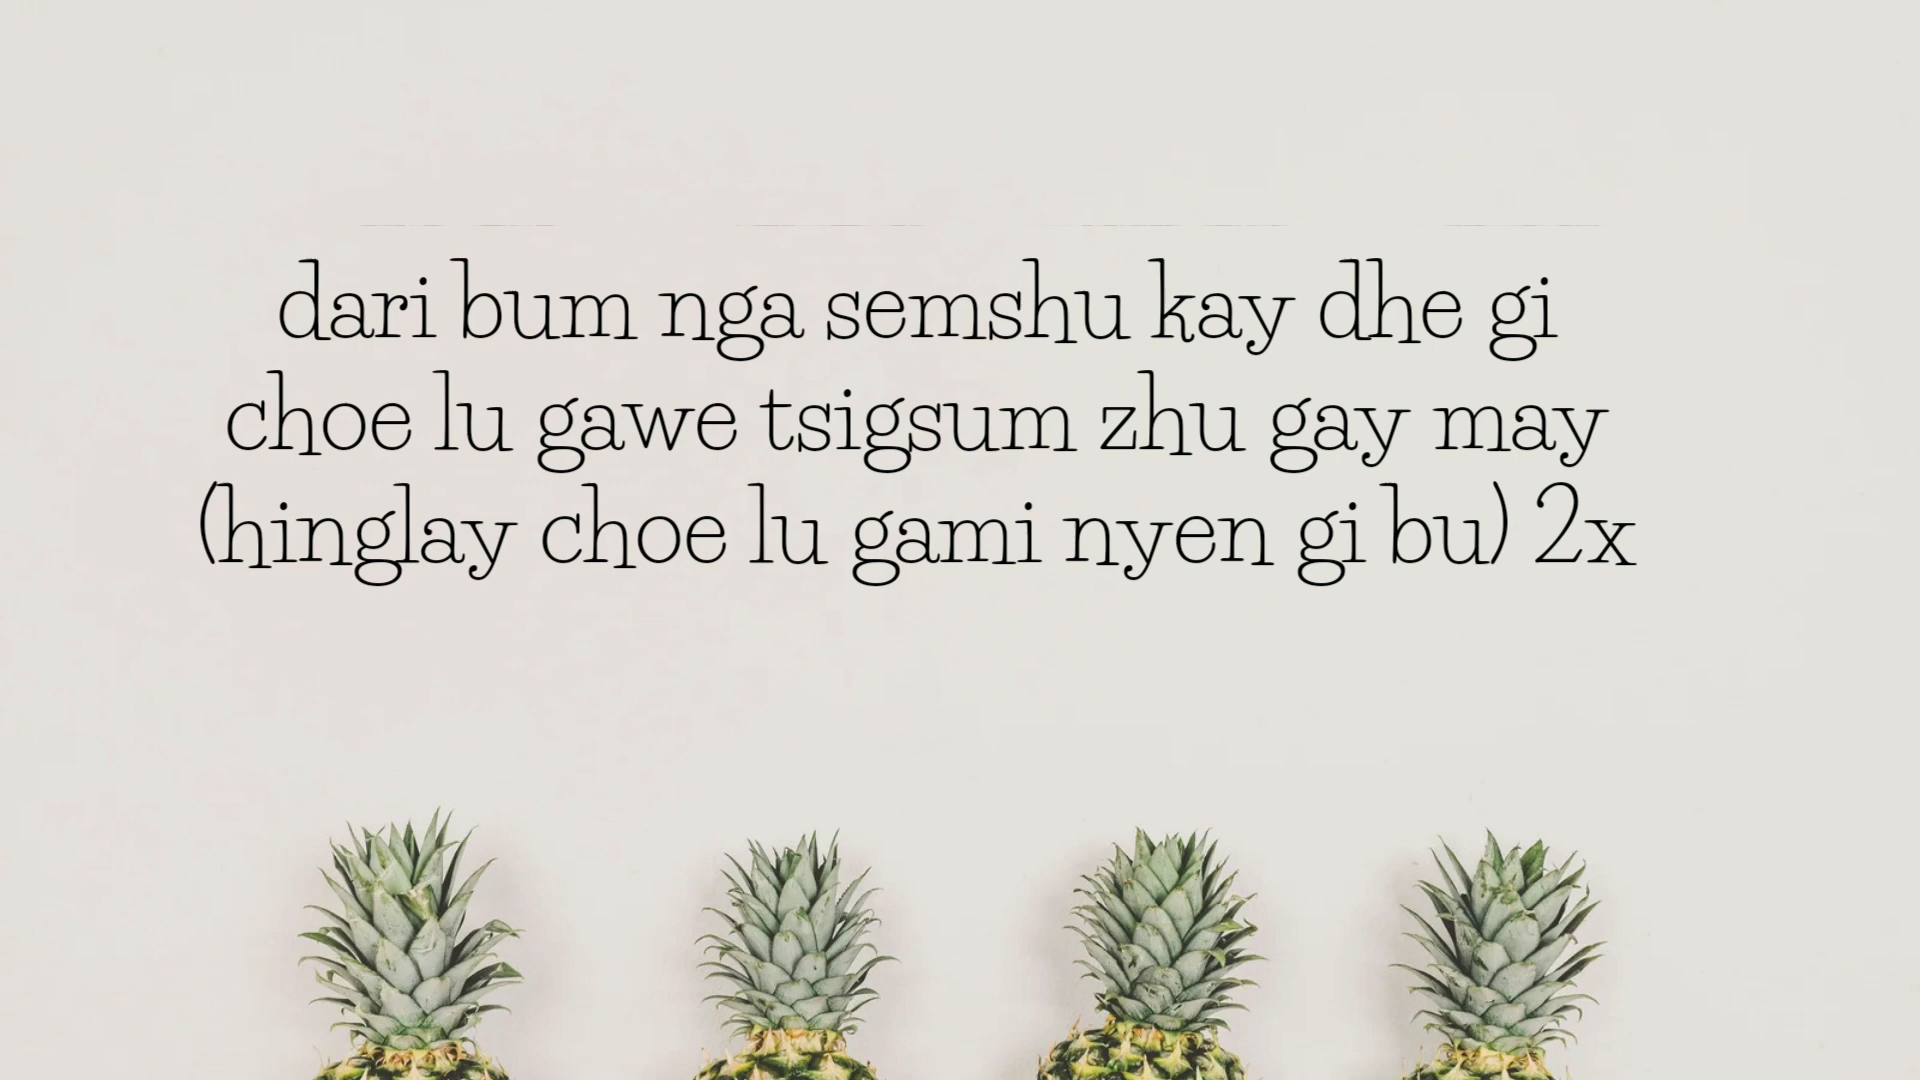 dari bum nga semshu kay dhe gi
choe lu gawe tsigsum zhu gay may
(hinglay choe lu gami nyen gi bu) 2x